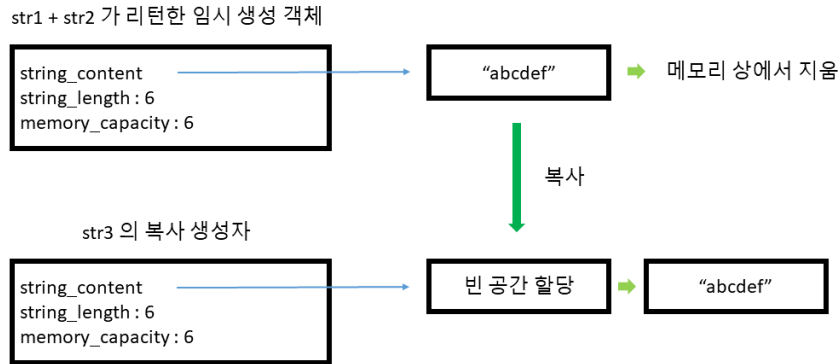 str1 + str2 가 리턴한 임시 생성 객체
string_content
string_length : 6
memory_capacity : 6
“abcdef”
메모리 상에서 지움
복사
str3 의 복사 생성자
string_content
string_length : 6
memory_capacity : 6
빈 공간 할당
“abcdef”